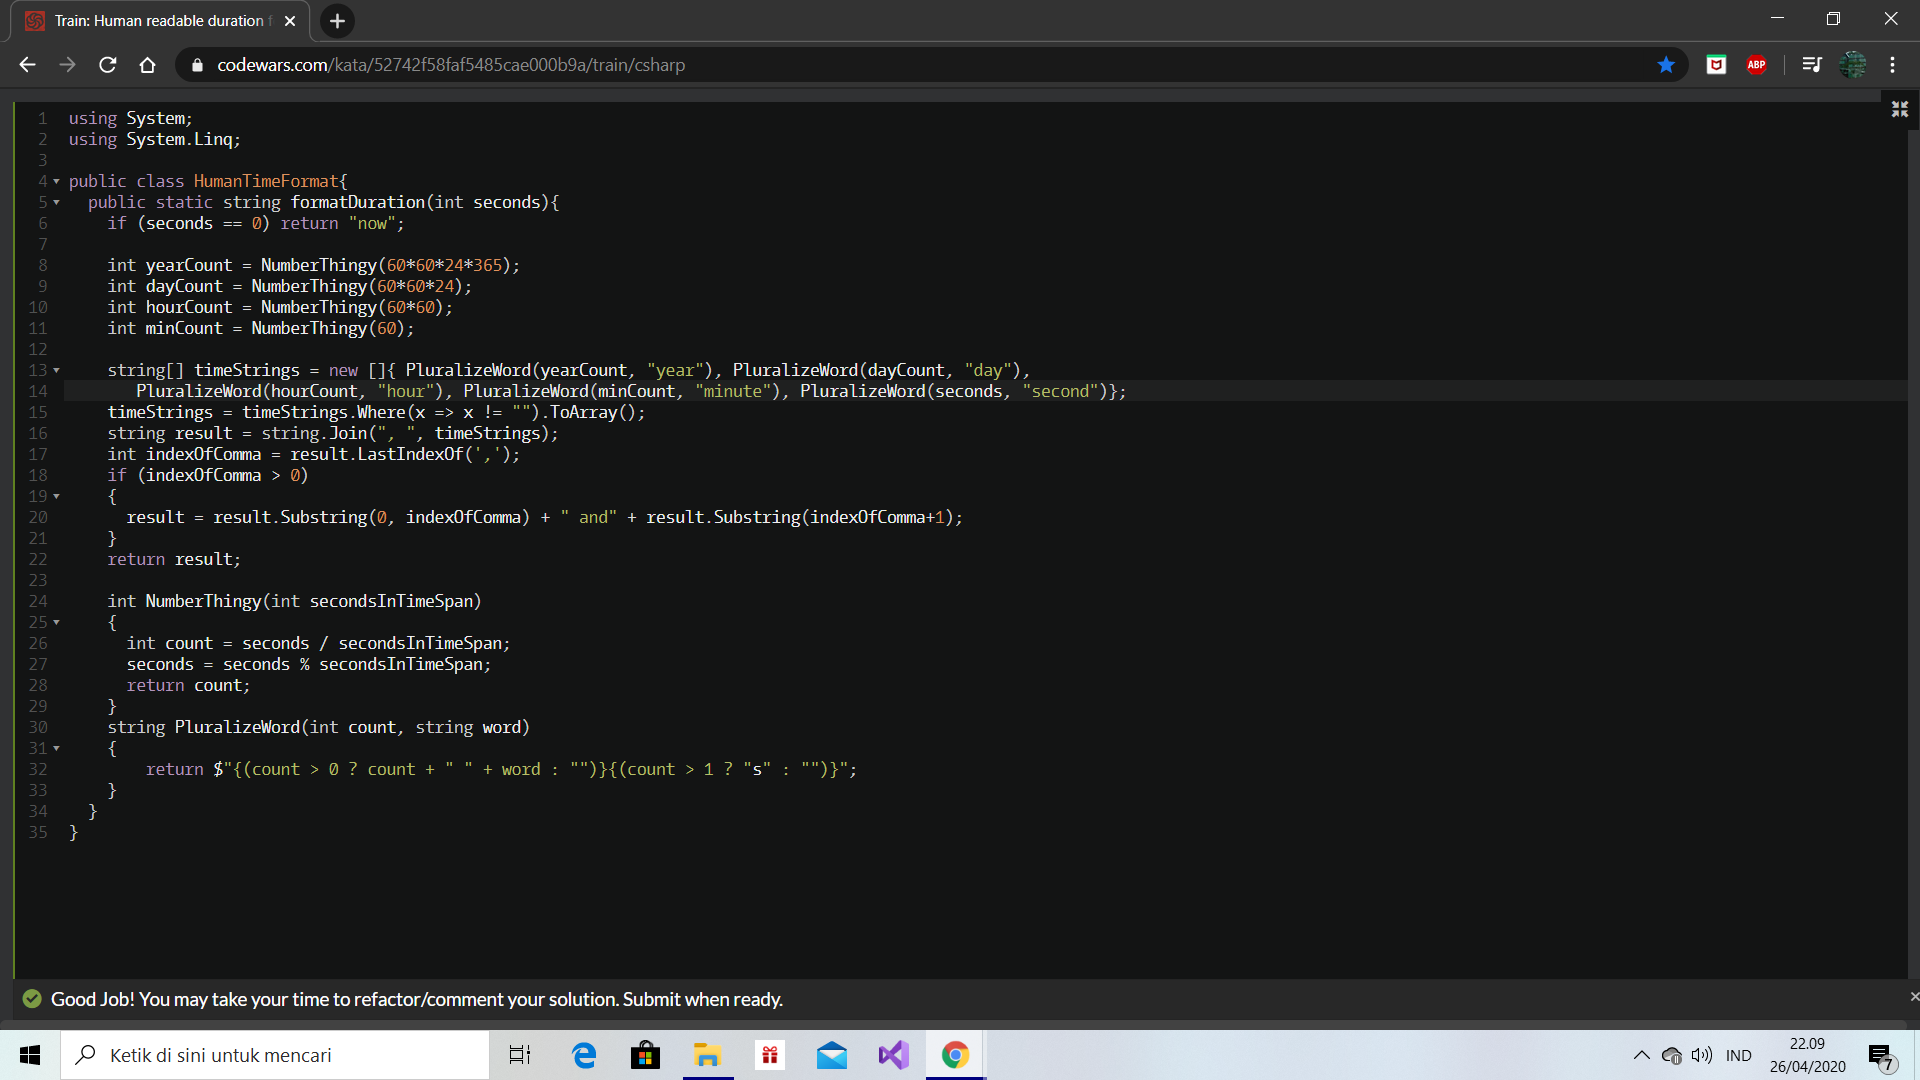 Train: Human readable duration f
codewars.com/kata/52742f58faf5485cae000b9a/train/csharp
ABP
1 using System;
2 using System.Linq;
3
4 public class HumanTimeFormat{
5 public static string formatDuration(int seconds){
6 if (seconds == 0) return "now";
7
8 int yearCount = NumberThingy(60*60*24*365);
9 int dayCount = NumberThingy(60*60*24);
10 int hourCount = NumberThingy(60*60);
11 int minCount = NumberThingy(60);
12
13 string[] timeStrings = new []{ PluralizeWord(yearCount, "year"), PluralizeWord(dayCount, "day"),
14 PluralizeWord(hourCount, "hour"), PluralizeWord(minCount, "minute"), PluralizeWord(seconds, "second")};
15 timeStrings = timeStrings.Where(x => x != "").ToArray();
16 string result = string.Join(", ", timeStrings);
17 int indexOfComma = result.LastIndexOf(',');
18 if (indexOfComma > 0)
19 {
20 result = result.Substring(0, indexOfComma) + " and" + result.Substring(indexOfComma+1);
21 }
22 return result;
23
24 int NumberThingy(int secondsInTimeSpan)
25 {
26 int count = seconds / secondsInTimeSpan;
27 seconds = seconds % secondsInTimeSpan;
28 return count;
29 }
30 string PluralizeWord(int count, string word)
31 {
32 return $"{(count > 0 ? count + " " + word : "")}{(count > 1 ? "s" : "")}";
33 }
34 }
35 }
Good Job! You may take your time to refactor/comment your solution. Submit when ready.
Ketik di sini untuk mencari
IND
22.09
26/04/2020
7